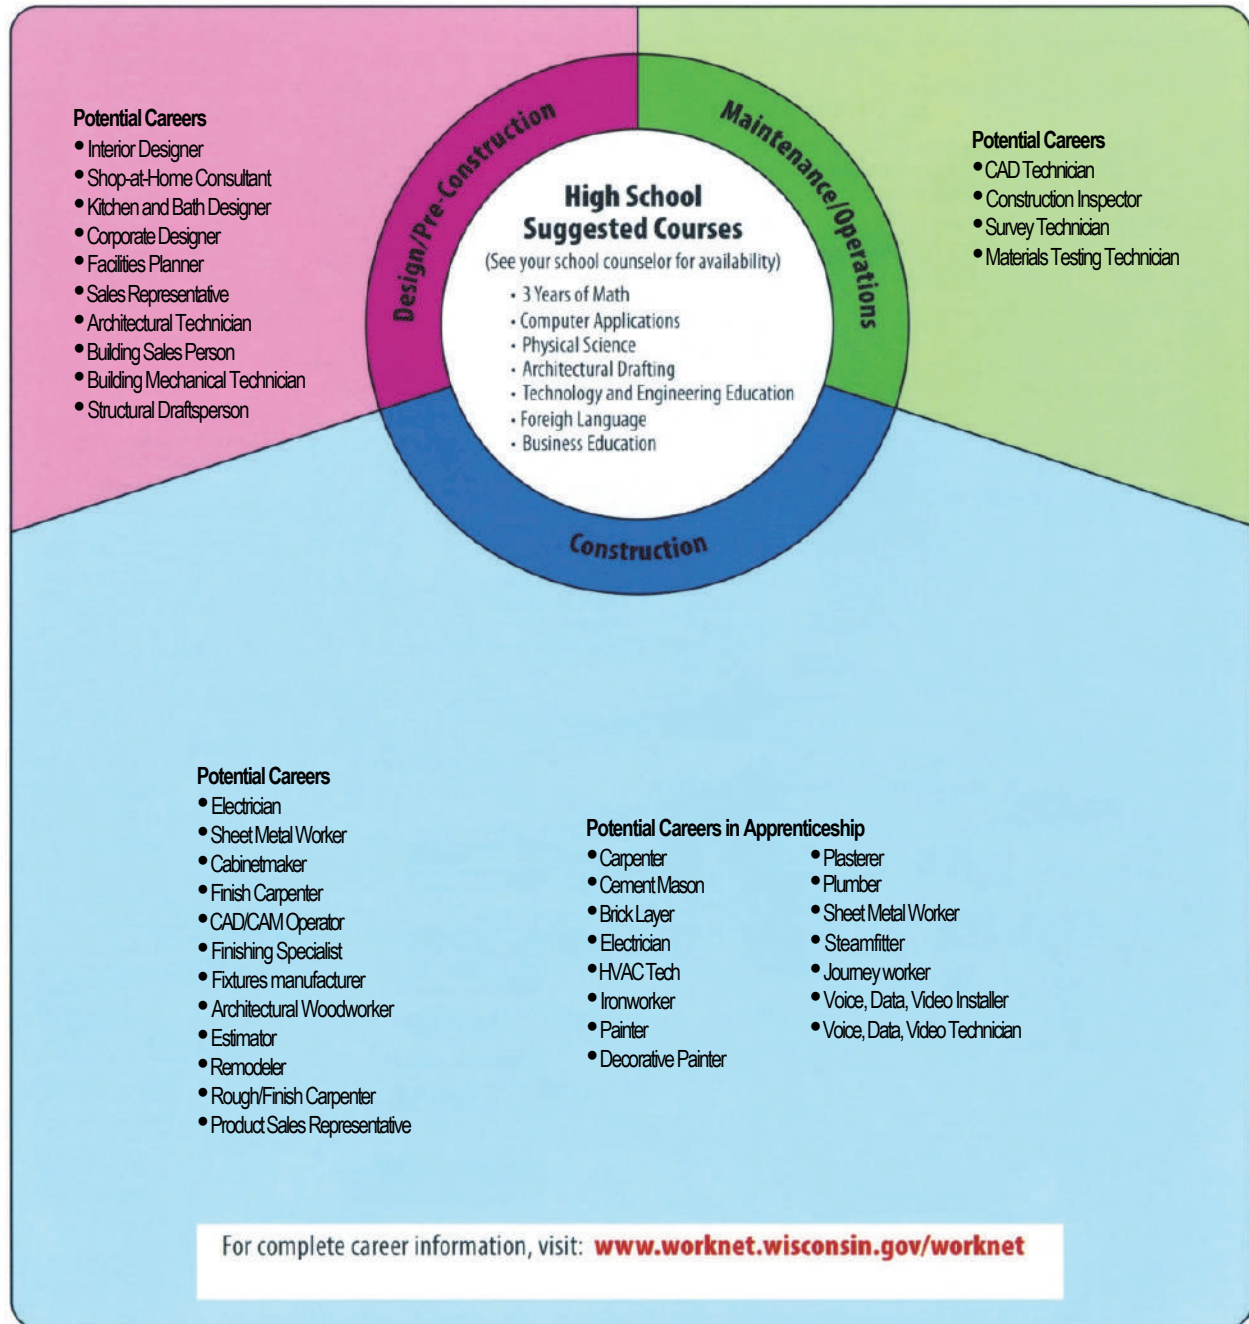 Design/Pre-Construction
Maintenance/Operations
Construction
High School
Suggested Courses
(See your school counselor for availability)
• 3 Years of Math
• Computer Applications
• Physical Science
• Architectural Drafting
• Technology and Engineering Education
• Foreigh Language
• Business Education
Potential Careers
• Interior Designer
• Shop-at-Home Consultant
• Kitchen and Bath Designer
• Corporate Designer
• Facilities Planner
• Sales Representative
• Architectural Technician
• Building Sales Person
• Building Mechanical Technician
• Structural Draftsperson
Potential Careers
• CAD Technician
• Construction Inspector
• Survey Technician
• Materials Testing Technician
Potential Careers
• Electrician
• Sheet Metal Worker
• Cabinetmaker
• Finish Carpenter
• CAD/CAM Operator
• Finishing Specialist
• Fixtures manufacturer
• Architectural Woodworker
• Estimator
• Remodeler
• Rough/Finish Carpenter
• Product Sales Representative
Potential Careers in Apprenticeship
• Carpenter
• Cement Mason
• Brick Layer
• Electrician
• HVAC Tech
• Ironworker
• Painter
• Decorative Painter
• Plasterer
• Plumber
• Sheet Metal Worker
• Steamfitter
• Journey worker
• Voice, Data, Video Installer
• Voice, Data, Video Technician
For complete career information, visit: www.worknet.wisconsin.gov/worknet